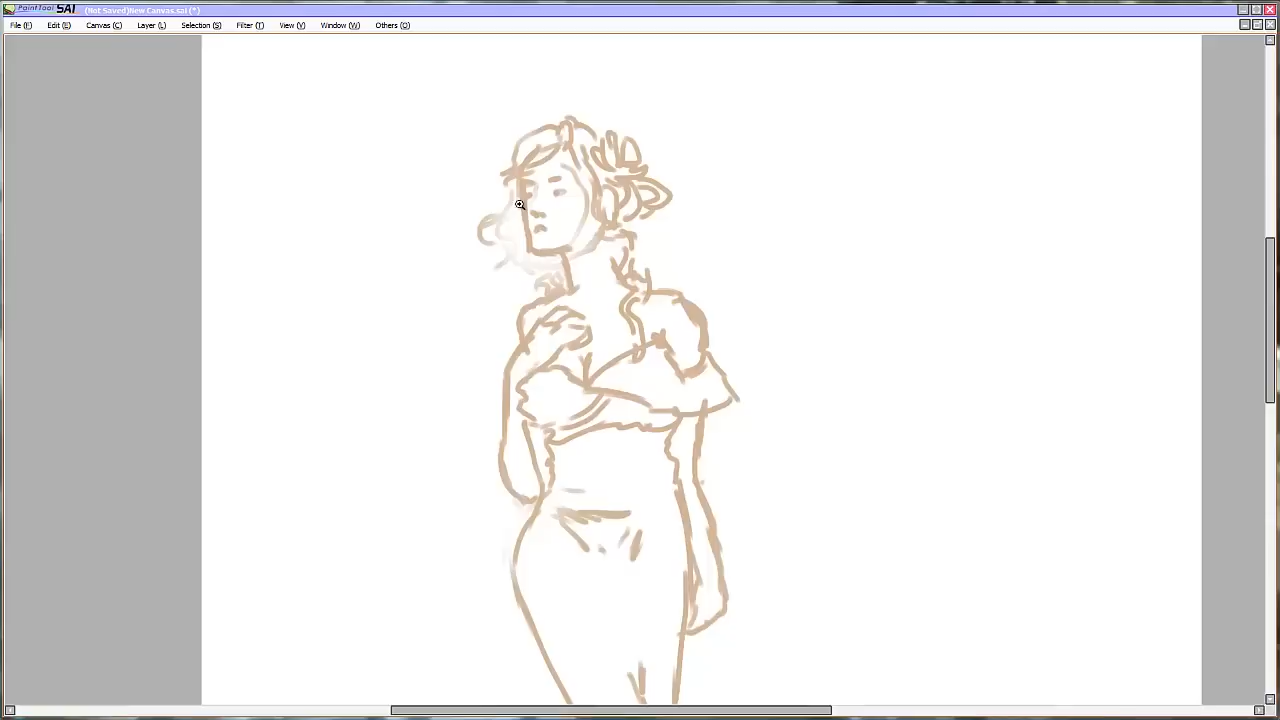 PaintTool SAI (Not Saved)New Canvas.sai (*)
File (F) Edit (E) Canvas (C) Layer (L) Selection (S) Filter (T) View (V) Window (W) Others (O)